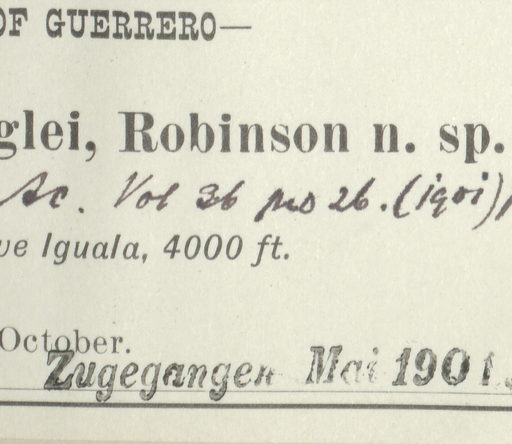 OF GUERRERO—
glei, Robinson n. sp.
Ac. Vol 36 no 26. (1901)
ve Iguala, 4000 ft.
October.
Zugegangen Mai 1901.